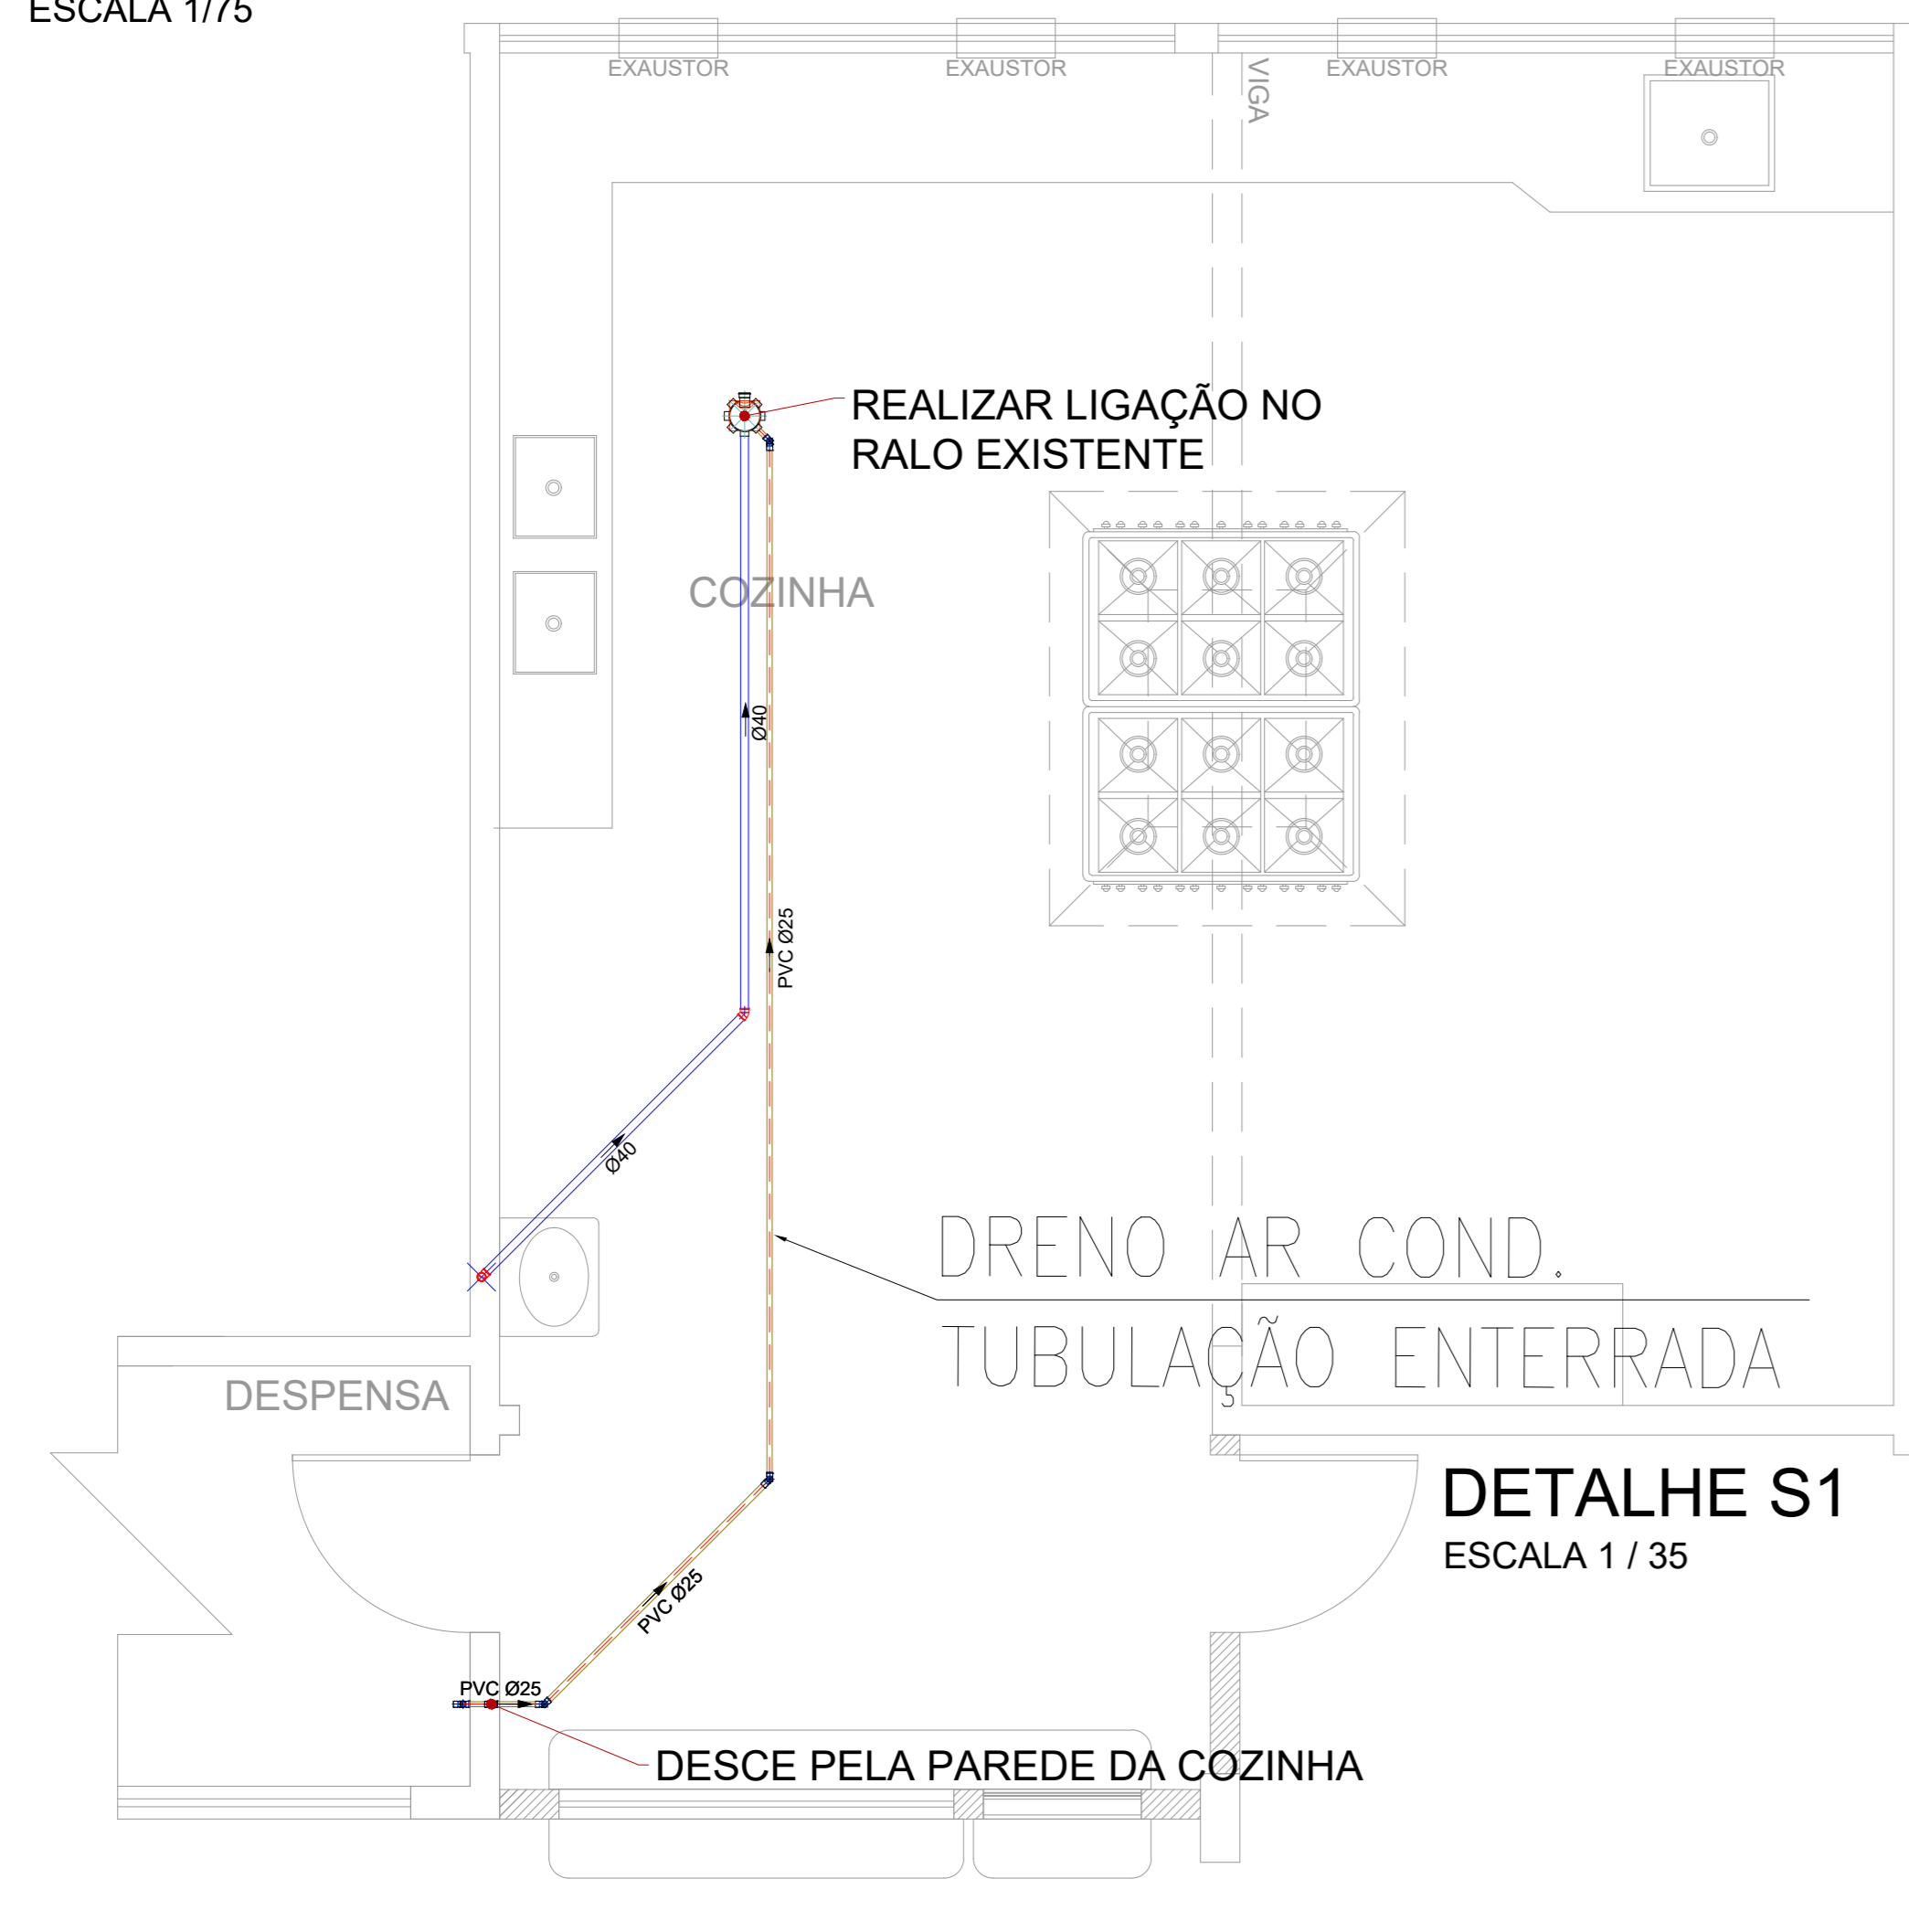 ESCALA 1/75
EXAUSTOR
EXAUSTOR
EXAUSTOR
EXAUSTOR
VIGA
REALIZAR LIGAÇÃO NO
RALO EXISTENTE
COZINHA
Ø40
PVC Ø25
Ø40
DRENO AR COND.
TUBULAÇÃO ENTERRADA
DESPENSA
DETALHE S1
ESCALA 1 / 35
PVC Ø25
PVC Ø25
DESCE PELA PAREDE DA COZINHA